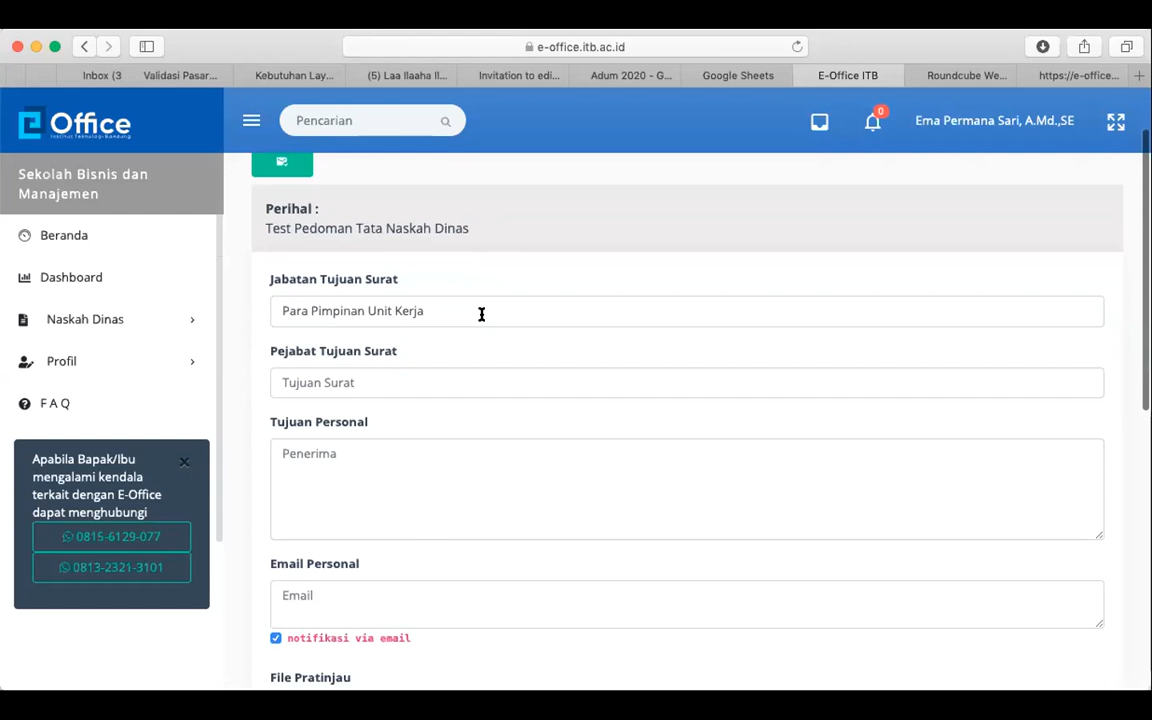 e-office.itb.ac.id
Inbox (3
Validasi Pasar...
Kebutuhan Lay...
(5) Laa Ilaaha Il...
Invitation to edi...
Adum 2020 - G...
Google Sheets
E-Office ITB
Roundcube We...
https://e-office...
Office
Institut Teknologi Bandung
Pencarian
0
Ema Permana Sari, A.Md.,SE
Sekolah Bisnis dan
Manajemen
Beranda
Dashboard
Naskah Dinas
Profil
F A Q
Apabila Bapak/Ibu
mengalami kendala
terkait dengan E-Office
dapat menghubungi
0815-6129-077
0813-2321-3101
Perihal :
Test Pedoman Tata Naskah Dinas
Jabatan Tujuan Surat
Para Pimpinan Unit Kerja
Pejabat Tujuan Surat
Tujuan Surat
Tujuan Personal
Penerima
Email Personal
Email
notifikasi via email
File Pratinjau